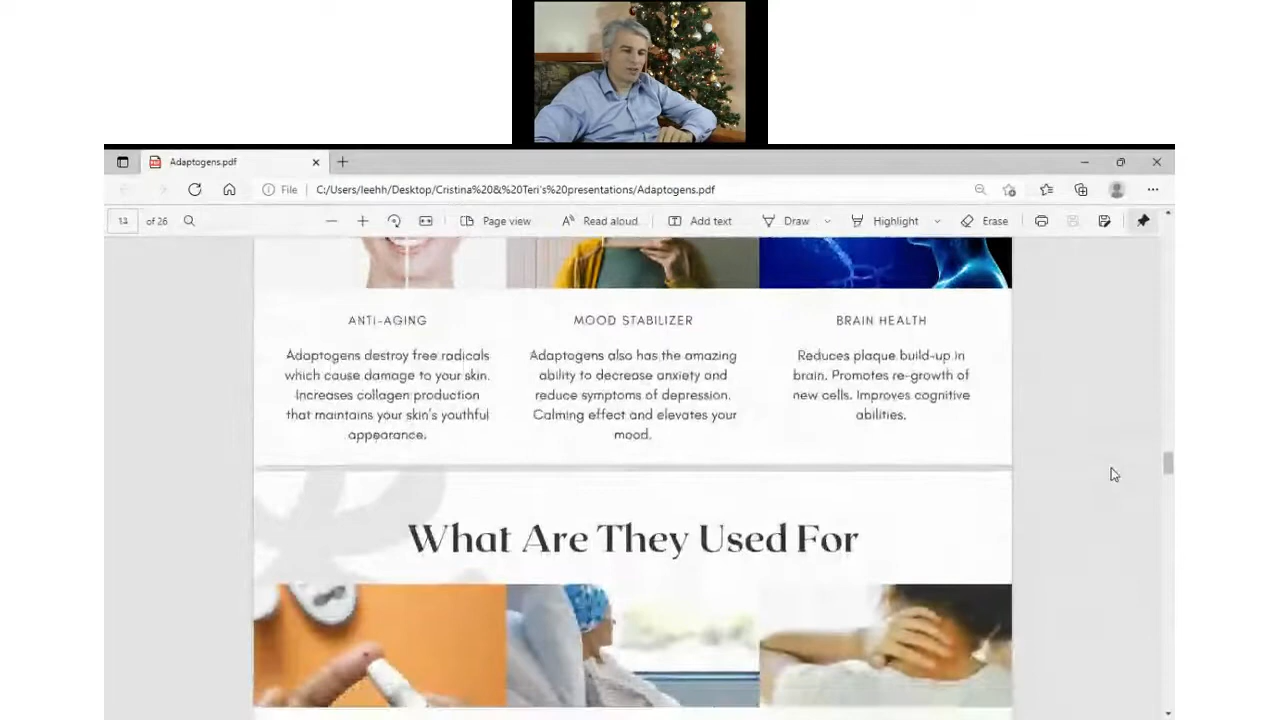 Adaptogens.pdf
File
C:/Users/leehh/Desktop/Cristina%20&%20Teri's%20presentations/Adaptogens.pdf
13 of 26
Page view
Read aloud
Add text
Draw
Highlight
Erase
ANTI-AGING
Adaptogens destroy free radicals
which cause damage to your skin.
Increases collagen production
that maintains your skin's youthful
appearance.
MOOD STABILIZER
Adaptogens also has the amazing
ability to decrease anxiety and
reduce symptoms of depression.
Calming effect and elevates your
mood.
BRAIN HEALTH
Reduces plaque build-up in
brain. Promotes re-growth of
new cells. Improves cognitive
abilities.
What Are They Used For